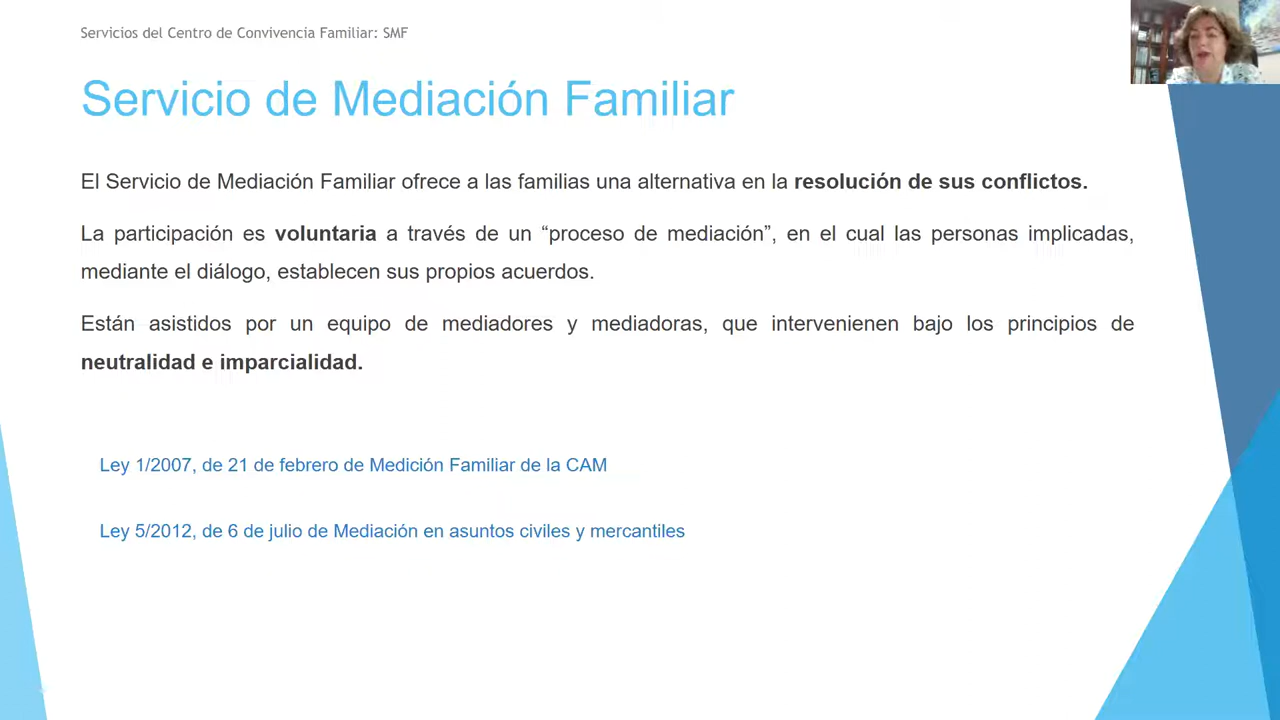 Servicios del Centro de Convivencia Familiar: SMF
Servicio de Mediación Familiar
El Servicio de Mediación Familiar ofrece a las familias una alternativa en la resolución de sus conflictos.
La participación es voluntaria a través de un “proceso de mediación”, en el cual las personas implicadas,
mediante el diálogo, establecen sus propios acuerdos.
Están asistidos por un equipo de mediadores y mediadoras, que intervenienen bajo los principios de
neutralidad e imparcialidad.
Ley 1/2007, de 21 de febrero de Medición Familiar de la CAM
Ley 5/2012, de 6 de julio de Mediación en asuntos civiles y mercantiles